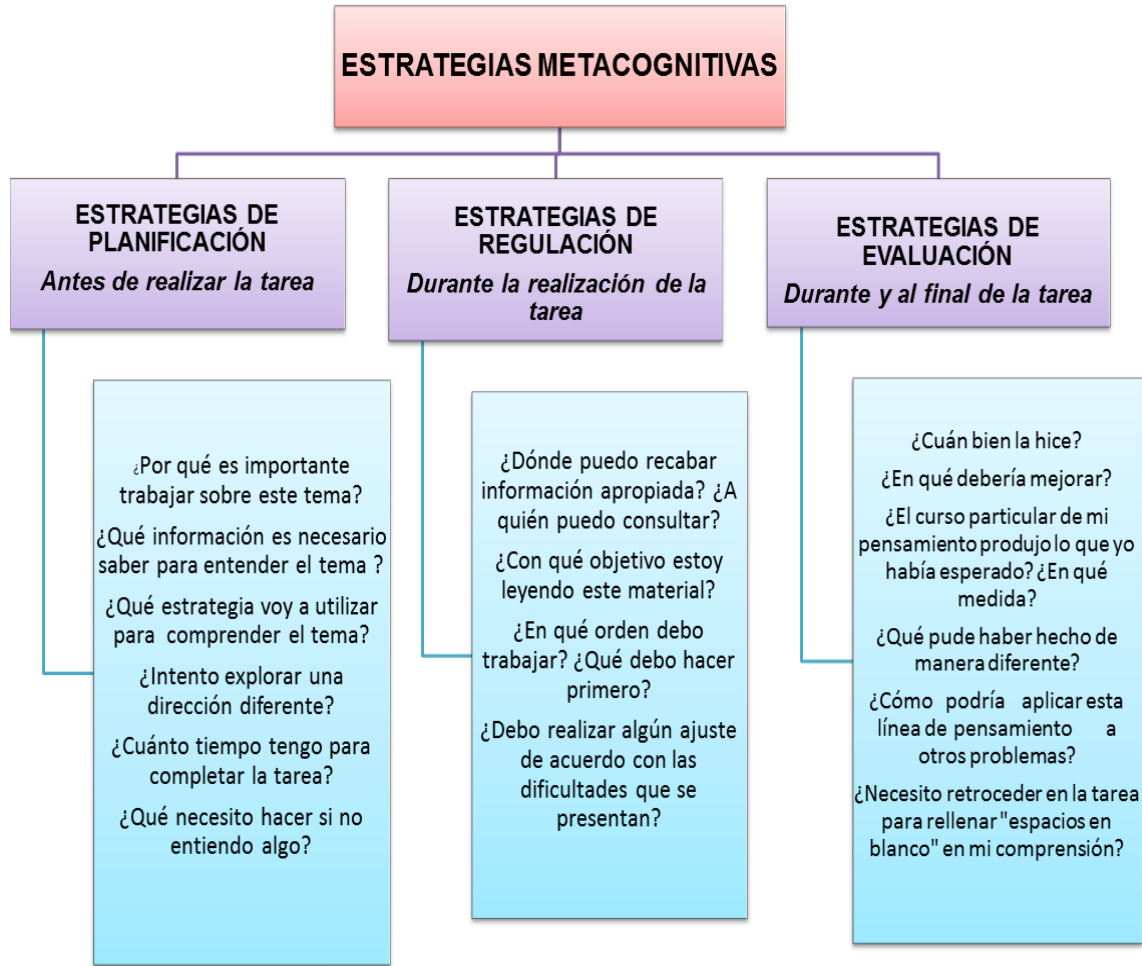 ESTRATEGIAS METACOGNITIVAS
ESTRATEGIAS DE
PLANIFICACIÓN
Antes de realizar la tarea
¿Por qué es importante
trabajar sobre este tema?
¿Qué información es necesario
saber para entender el tema ?
¿Qué estrategia voy a utilizar
para comprender el tema?
¿Intento explorar una
dirección diferente?
¿Cuánto tiempo tengo para
completar la tarea?
¿Qué necesito hacer si no
entiendo algo?
ESTRATEGIAS DE
REGULACIÓN
Durante la realización de la
tarea
¿Dónde puedo recabar
información apropiada? ¿A
quién puedo consultar?
¿Con qué objetivo estoy
leyendo este material?
¿En qué orden debo
trabajar? ¿Qué debo hacer
primero?
¿Debo realizar algún ajuste
de acuerdo con las
dificultades que se
presentan?
ESTRATEGIAS DE
EVALUACIÓN
Durante y al final de la tarea
¿Cuán bien la hice?
¿En qué debería mejorar?
¿El curso particular de mi
pensamiento produjo lo que yo
había esperado? ¿En qué
medida?
¿Qué pude haber hecho de
manera diferente?
¿Cómo podría aplicar esta
línea de pensamiento a
otros problemas?
¿Necesito retroceder en la tarea
para rellenar "espacios en
blanco" en mi comprensión?